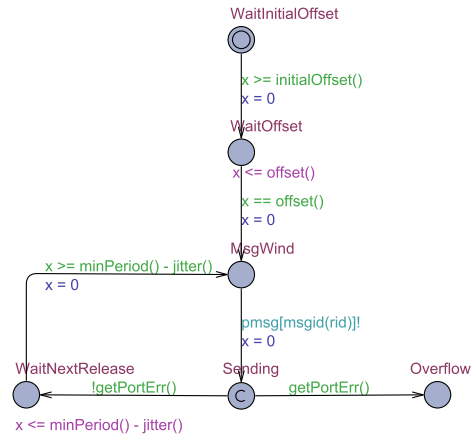 WaitInitialOffset
x >= initialOffset()
x = 0
WaitOffset
x <= offset()
x == offset()
x = 0
MsgWind
x >= minPeriod() - jitter()
x = 0
pmsg[msgid(rid)]!
x = 0
WaitNextRelease
Sending
Overflow
!getPortErr()
getPortErr()
C
x <= minPeriod() - jitter()